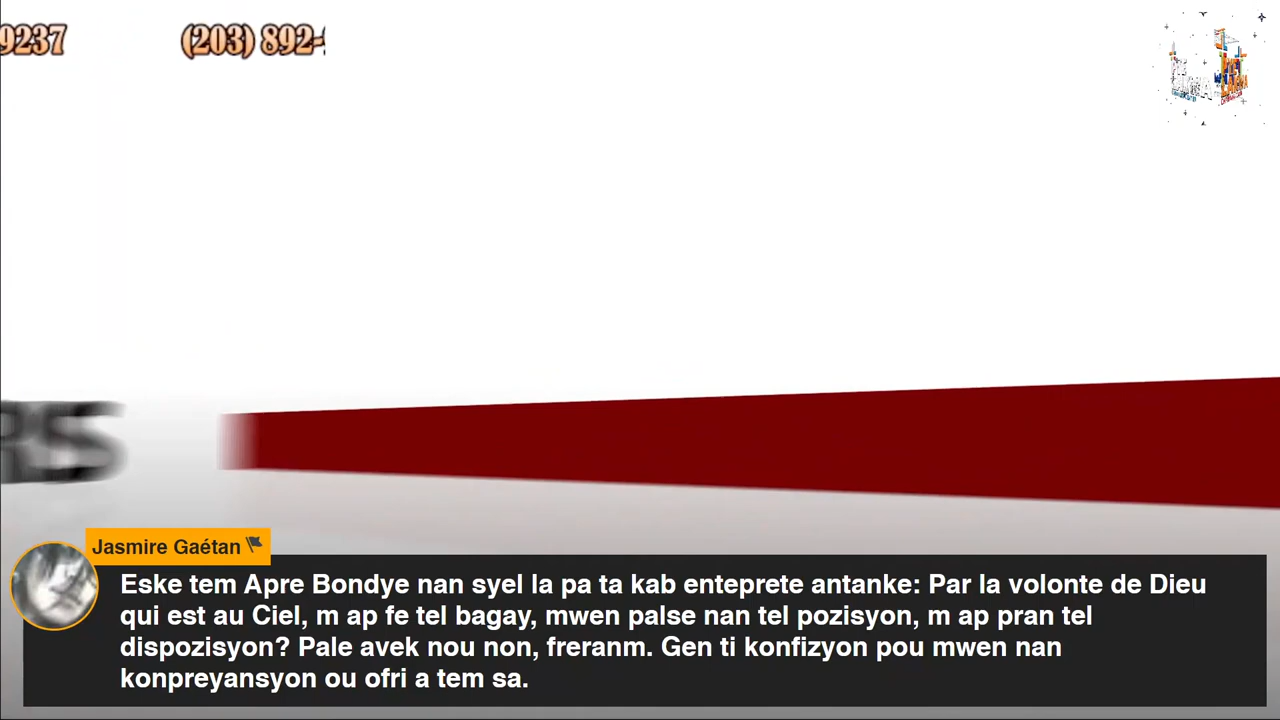 9237 (203) 892-
Jasmire Gaétan
Eske tem Apre Bondye nan syel la pa ta kab enteprete antanke: Par la volonte de Dieu
qui est au Ciel, m ap fe tel bagay, mwen palse nan tel pozisyon, m ap pran tel
dispozisyon? Pale avek nou non, freranm. Gen ti konfizyon pou mwen nan
konpreyansyon ou ofri a tem sa.